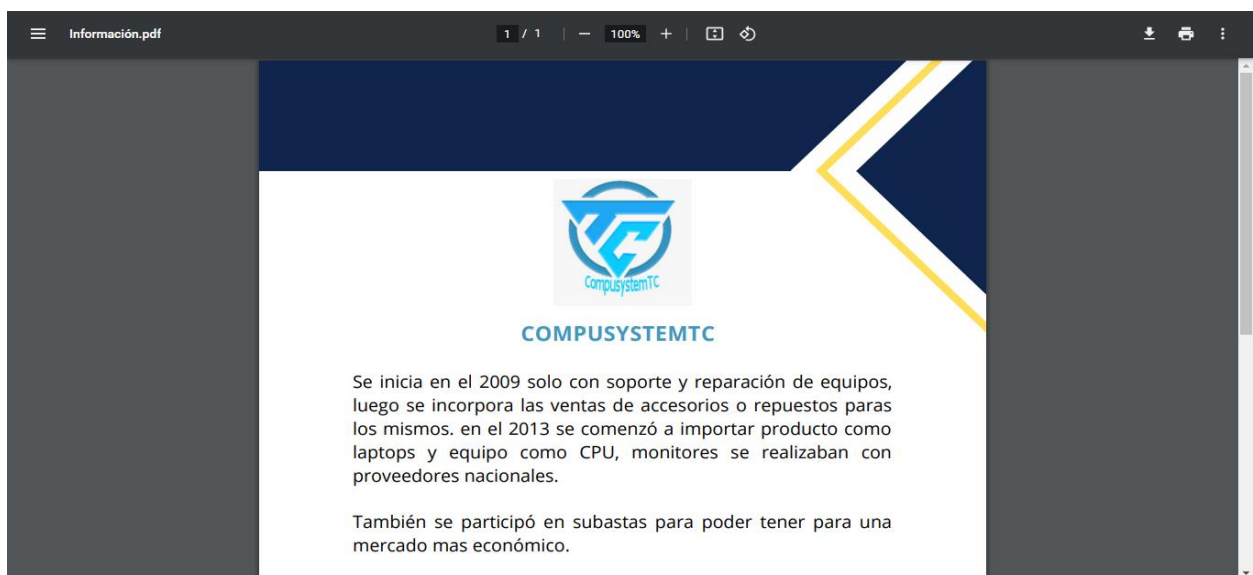 Información.pdf
1 / 1
100%
TC
CompusystemTC
COMPUSYSTEMTC
Se inicia en el 2009 solo con soporte y reparación de equipos,
luego se incorpora las ventas de accesorios o repuestos paras
los mismos. en el 2013 se comenzó a importar producto como
laptops y equipo como CPU, monitores se realizaban con
proveedores nacionales.
También se participó en subastas para poder tener para una
mercado mas económico.